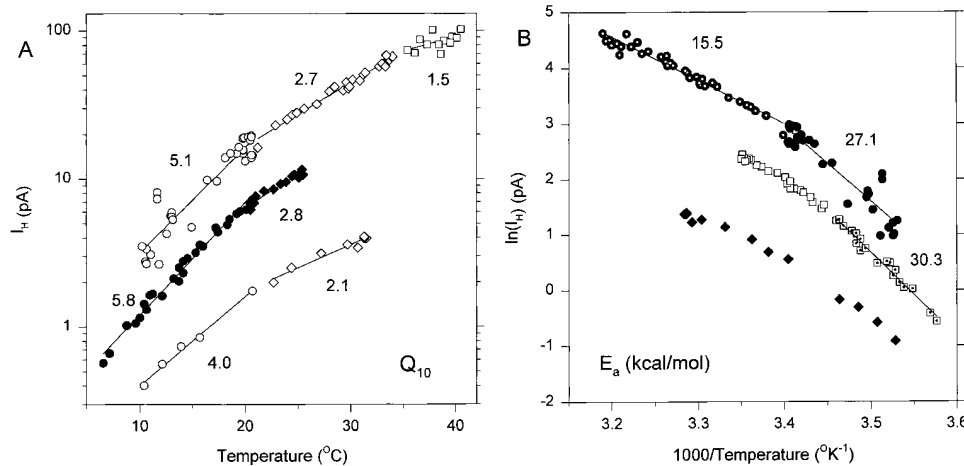 A
B
100
10
1
I_H (pA)
2.7
1.5
5.1
2.8
5.8
2.1
4.0
Q_10
10 20 30 40
Temperature (°C)
5
4
3
2
1
0
-1
-2
ln(I_H) (pA)
15.5
27.1
30.3
E_a (kcal/mol)
3.2 3.3 3.4 3.5 3.6
1000/Temperature (°K⁻¹)